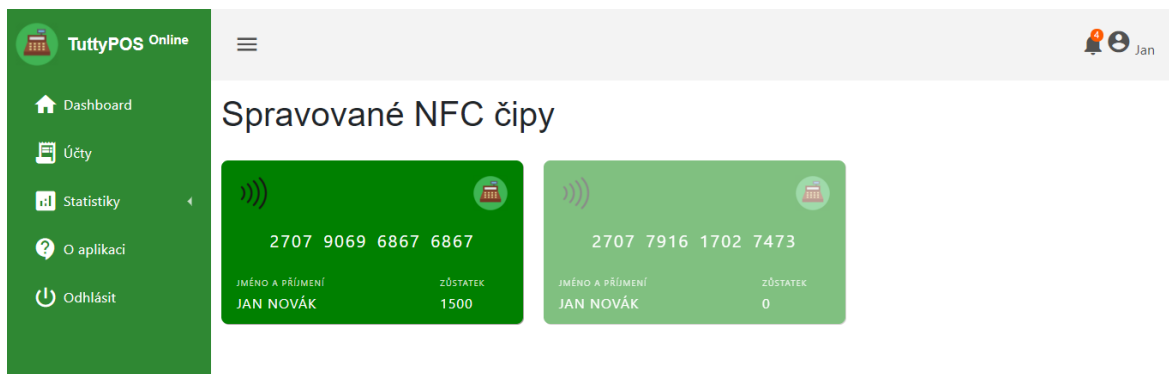 TuttyPOS Online
4
Jan
Dashboard
Účty
Statistiky
O aplikaci
Odhlásit
Spravované NFC čipy
2707 9069 6867 6867
JMÉNO A PŘÍJMENÍ ZŮSTATEK
JAN NOVÁK 1500
2707 7916 1702 7473
JMÉNO A PŘÍJMENÍ ZŮSTATEK
JAN NOVÁK 0